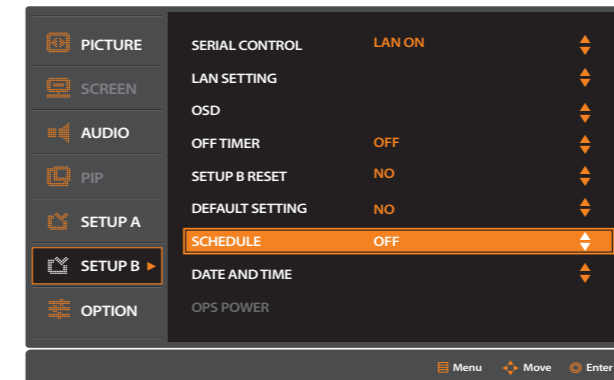 PICTURE
SCREEN
AUDIO
PIP
SETUP A
SETUP B
OPTION
SERIAL CONTROL LAN ON
LAN SETTING
OSD
OFF TIMER OFF
SETUP B RESET NO
DEFAULT SETTING NO
SCHEDULE OFF
DATE AND TIME
OPS POWER
Menu Move Enter